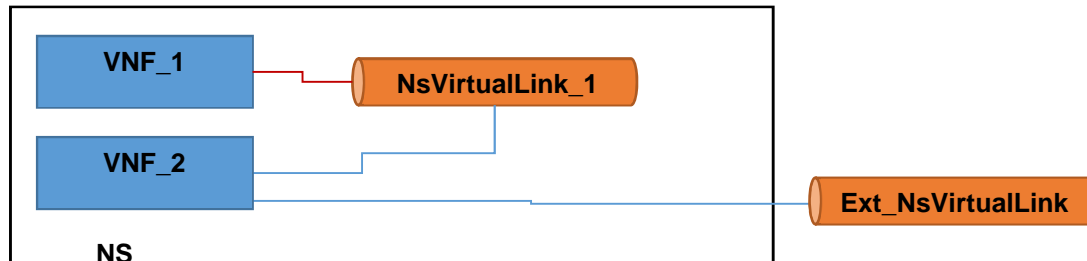 VNF_1
NsVirtualLink_1
VNF_2
Ext_NsVirtualLink
NS